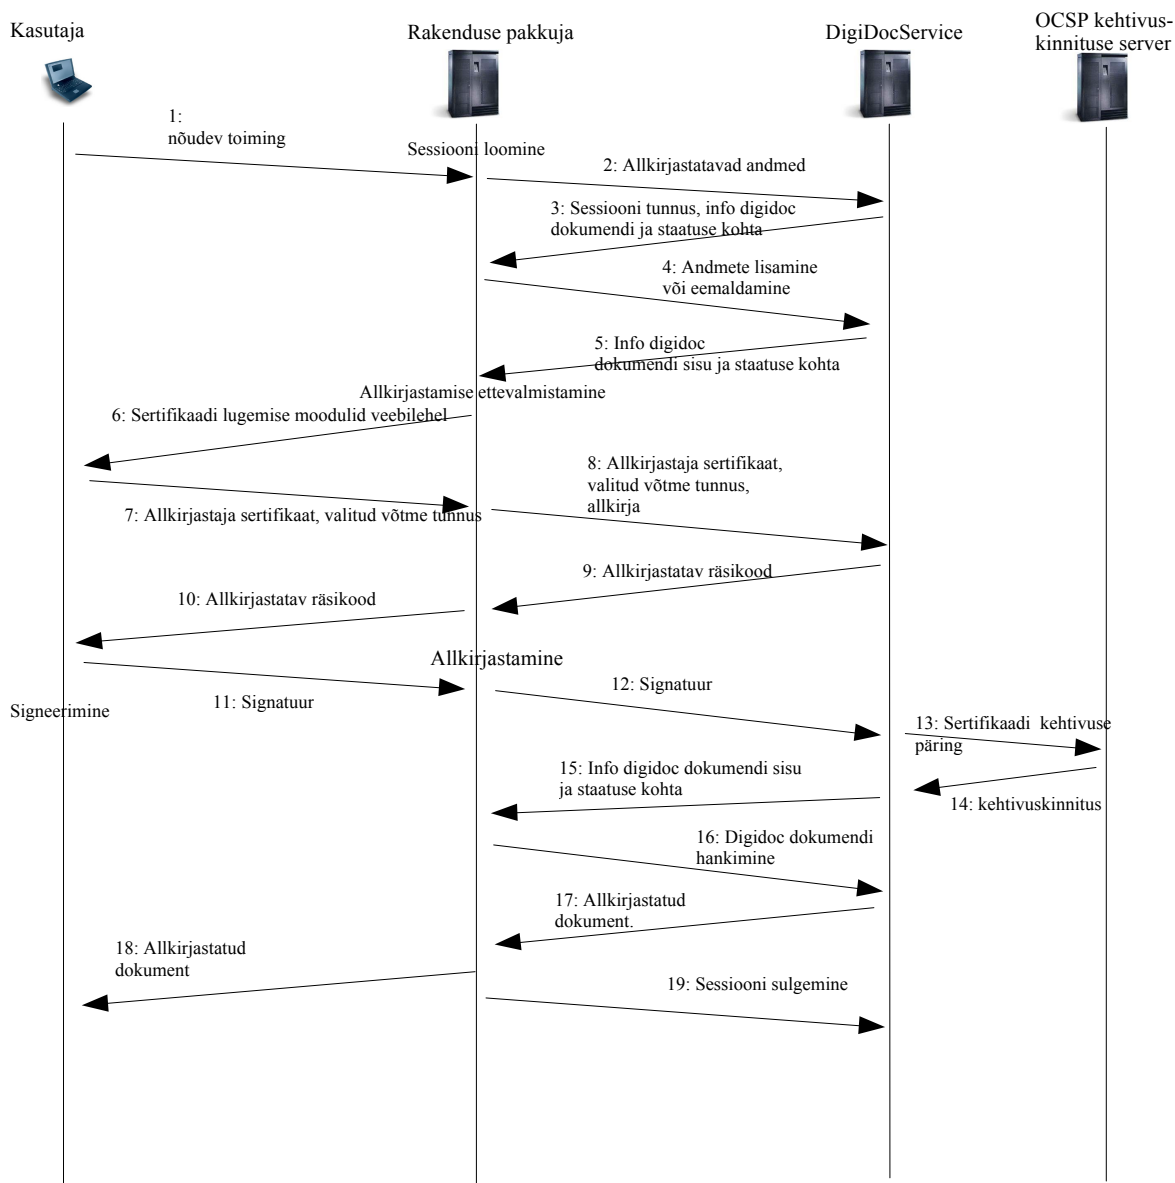 Kasutaja
Rakenduse pakkuja
DigiDocService
OCSP kehtivus-
kinnituse server
1:
nõudev toiming
Sessiooni loomine
2: Allkirjastatavad andmed
3: Sessiooni tunnus, info digidoc
dokumendi ja staatuse kohta
4: Andmete lisamine
või eemaldamine
5: Info digidoc
dokumendi sisu ja staatuse kohta
Allkirjastamise ettevalmistamine
6: Sertifikaadi lugemise moodulid veebilehel
8: Allkirjastaja sertifikaat,
valitud võtme tunnus,
allkirja
7: Allkirjastaja sertifikaat, valitud võtme tunnus
9: Allkirjastatav räsikood
10: Allkirjastatav räsikood
Allkirjastamine
11: Signatuur
12: Signatuur
Signeerimine
13: Sertifikaadi kehtivuse
päring
15: Info digidoc dokumendi sisu
ja staatuse kohta
14: kehtivuskinnitus
16: Digidoc dokumendi
hankimine
17: Allkirjastatud
dokument.
18: Allkirjastatud
dokument
19: Sessiooni sulgemine